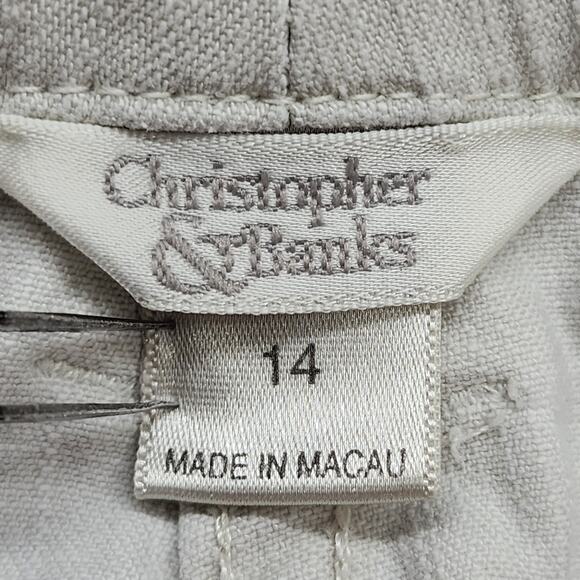 Christopher
& Banks
14
MADE IN MACAU